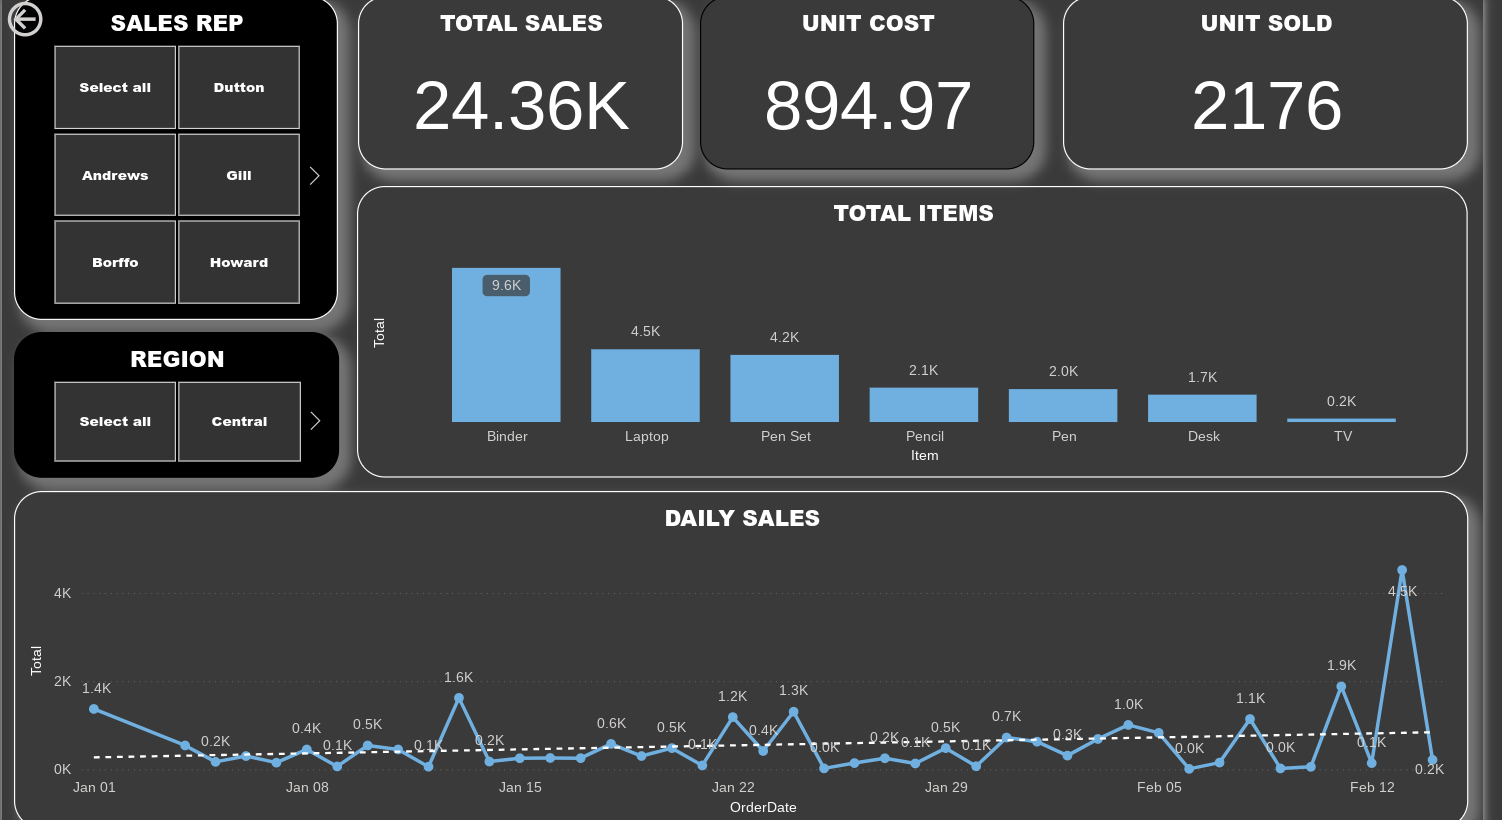 SALES REP
Select all
Dutton
Andrews
Gill
Borffo
Howard
REGION
Select all
Central
TOTAL SALES
24.36K
UNIT COST
894.97
UNIT SOLD
2176
TOTAL ITEMS
Total
9.6K
4.5K
4.2K
2.1K
2.0K
1.7K
0.2K
Binder
Laptop
Pen Set
Pencil
Pen
Desk
TV
Item
DAILY SALES
Total
4K
2K
0K
1.4K
0.2K
0.4K
0.1K
0.5K
0.1K
1.6K
0.2K
0.6K
0.5K
0.1K
1.2K
0.4K
1.3K
0.0K
0.2K
0.1K
0.5K
0.1K
0.7K
0.3K
1.0K
0.0K
1.1K
0.0K
1.9K
0.1K
4.5K
0.2K
Jan 01
Jan 08
Jan 15
Jan 22
Jan 29
Feb 05
Feb 12
OrderDate